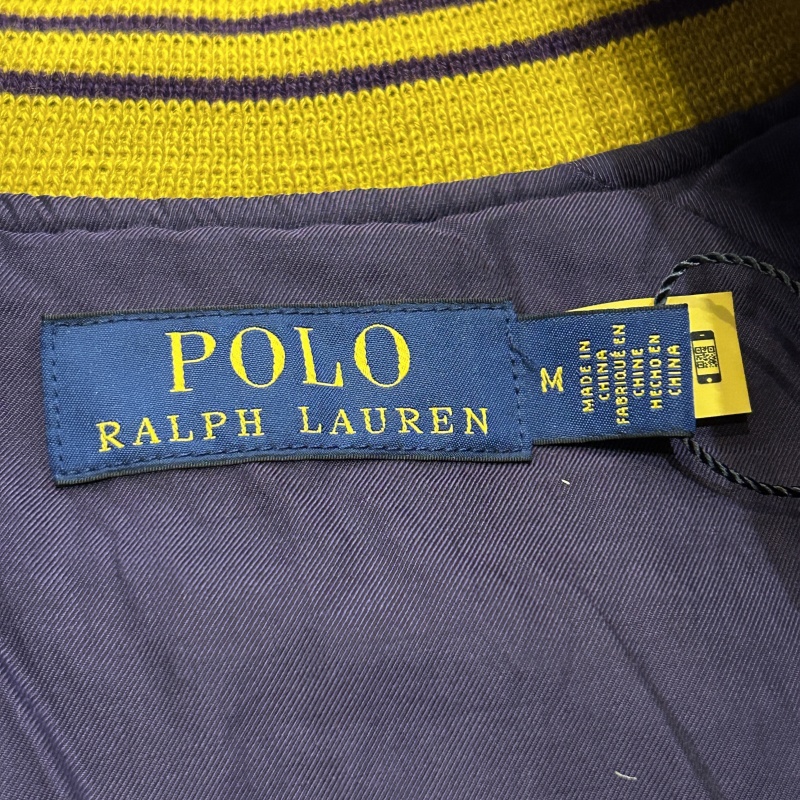 POLO
RALPH LAUREN
M
MADE IN
CHINA
FABRIQUÉ EN
CHINE
HECHO EN
CHINA